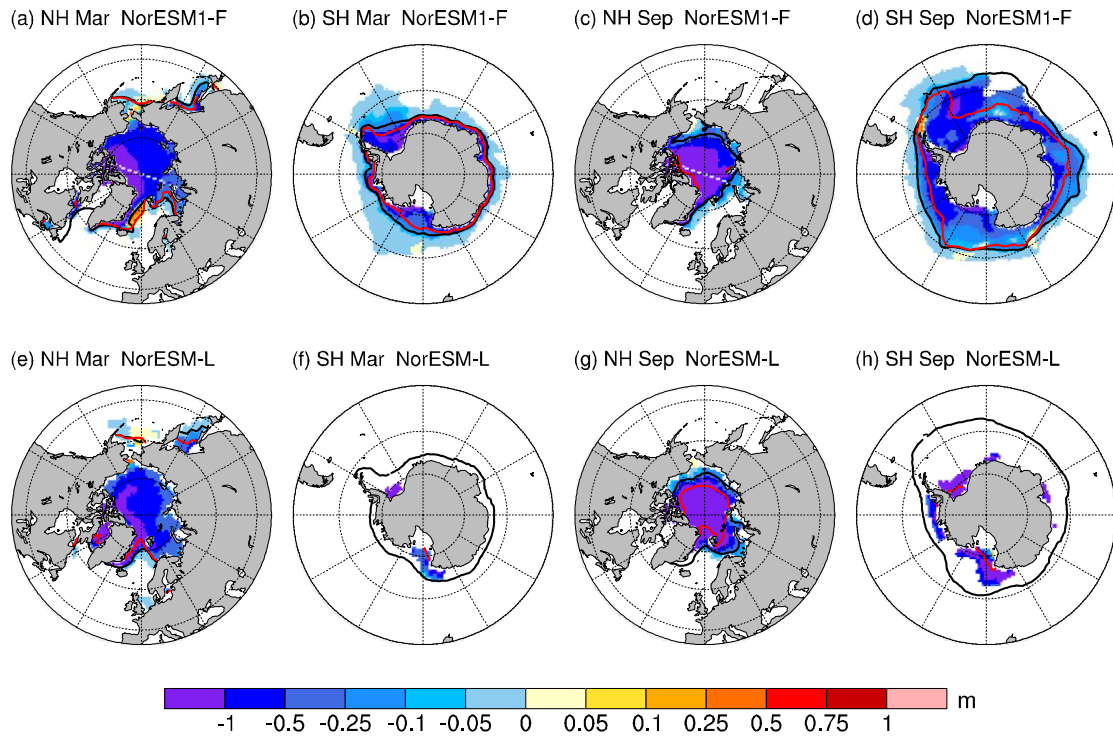 (a) NH Mar NorESM1-F
(b) SH Mar NorESM1-F
(c) NH Sep NorESM1-F
(d) SH Sep NorESM1-F
(e) NH Mar NorESM-L
(f) SH Mar NorESM-L
(g) NH Sep NorESM-L
(h) SH Sep NorESM-L
m
-1 -0.5 -0.25 -0.1 -0.05 0 0.05 0.1 0.25 0.5 0.75 1